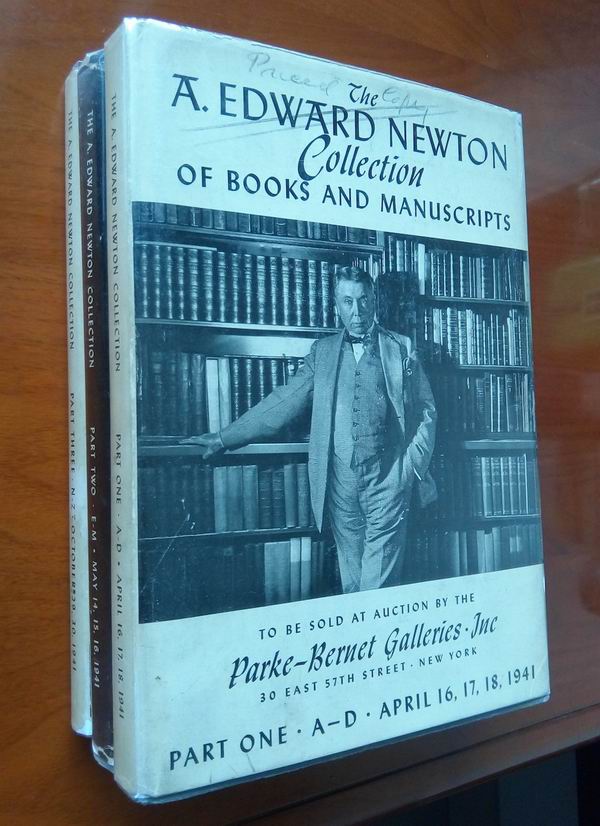 Priced Copy
The
A. EDWARD NEWTON
Collection
OF BOOKS AND MANUSCRIPTS
TO BE SOLD AT AUCTION BY THE
Parke-Bernet Galleries · Inc
30 EAST 57TH STREET · NEW YORK
PART ONE · A–D · APRIL 16, 17, 18, 1941
THE A. EDWARD NEWTON COLLECTION PART ONE · A-D · APRIL 16, 17, 18, 1941
THE A. EDWARD NEWTON COLLECTION PART TWO · E-M · MAY 14, 15, 16, 1941
THE A. EDWARD NEWTON COLLECTION PART THREE · N-Z · OCTOBER 29, 30, 1941